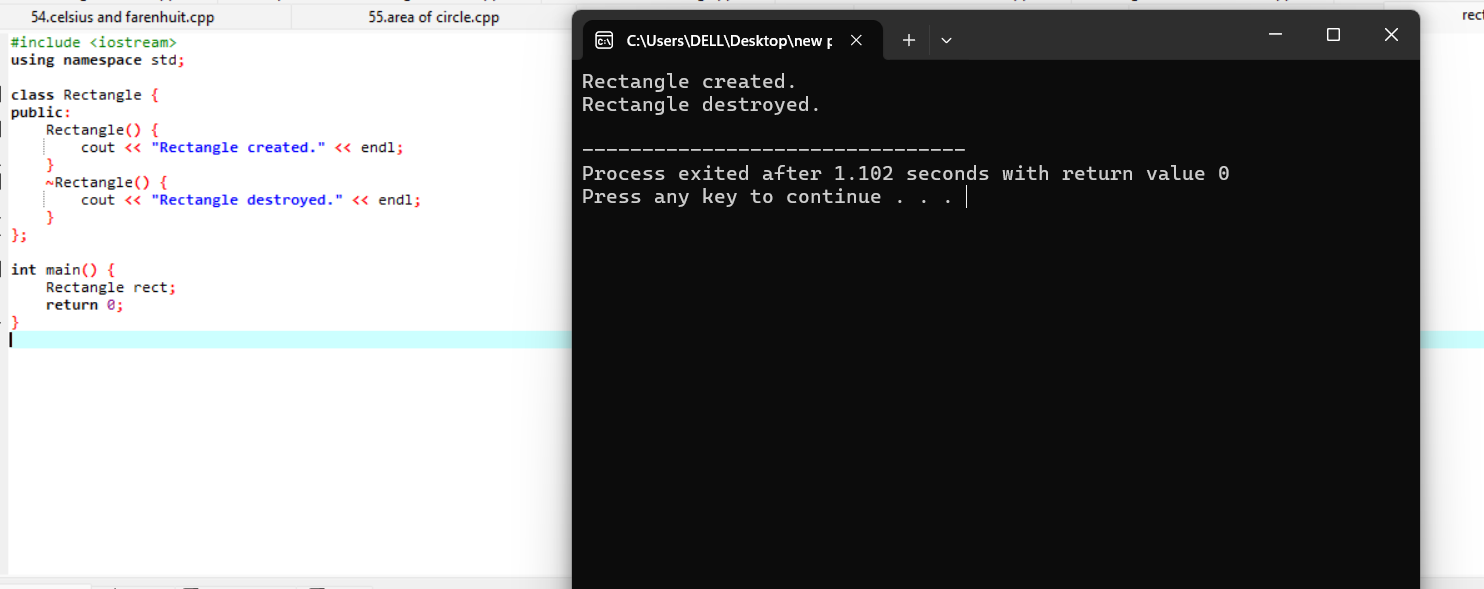 54.celsius and farenhuit.cpp
55.area of circle.cpp
#include <iostream>
using namespace std;
class Rectangle {
public:
Rectangle() {
cout << "Rectangle created." << endl;
}
~Rectangle() {
cout << "Rectangle destroyed." << endl;
}
};
int main() {
Rectangle rect;
return 0;
}
C:\Users\DELL\Desktop\new
Rectangle created.
Rectangle destroyed.
--------------------------------
Process exited after 1.102 seconds with return value 0
Press any key to continue . . .